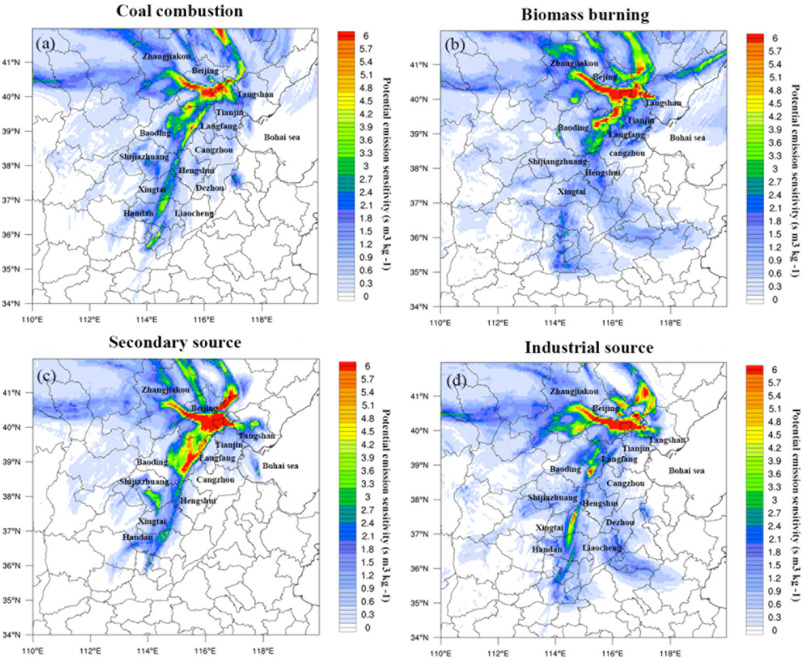 Coal combustion
(a)
41°N
40°N
39°N
38°N
37°N
36°N
35°N
34°N
110°E 112°E 114°E 116°E 118°E
Zhangjiakou
Beijing
Tangshan
Tianjin
Langfang
Baoding
Bohai sea
Cangzhou
Shijiazhuang
Hengshui
Xingtai
Dezhou
Handan
Liaocheng
6
5.7
5.4
5.1
4.8
4.5
4.2
3.9
3.6
3.3
3
2.7
2.4
2.1
1.8
1.5
1.2
0.9
0.6
0.3
0
Potential emission sensitivity (s m3 kg -1)
Biomass burning
(b)
41°N
40°N
39°N
38°N
37°N
36°N
35°N
34°N
110°E 112°E 114°E 116°E 118°E
Zhangjiakou
Beijng
Tangshan
Tianjin
Baoding
Langfang
Bohai sea
cangzhou
Shijiangzhuang
Hengshui
Xingtai
6
5.7
5.4
5.1
4.8
4.5
4.2
3.9
3.6
3.3
3
2.7
2.4
2.1
1.8
1.5
1.2
0.9
0.6
0.3
0
Potential emission sensitivity (s m3 kg -1)
Secondary source
(c)
41°N
40°N
39°N
38°N
37°N
36°N
35°N
34°N
110°E 112°E 114°E 116°E 118°E
Zhangjiakou
Beijing
Tangshan
Tianjin
Langfang
Baoding
Bohai sea
Cangzhou
Shijiazhuang
Hengshui
Xingtai
Handan
6
5.7
5.4
5.1
4.8
4.5
4.2
3.9
3.6
3.3
3
2.7
2.4
2.1
1.8
1.5
1.2
0.9
0.6
0.3
0
Potential emission sensitivity (s m3 kg -1)
Industrial source
(d)
41°N
40°N
39°N
38°N
37°N
36°N
35°N
34°N
110°E 112°E 114°E 116°E 118°E
Zhangjiakou
Beijing
Tangshan
Tianjin
Langfang
Baoding
Bohai sea
Cangzhou
Shijiazhuang
Hengshui
Xingtai
Dezhou
Handan
Liaocheng
6
5.7
5.4
5.1
4.8
4.5
4.2
3.9
3.6
3.3
3
2.7
2.4
2.1
1.8
1.5
1.2
0.9
0.6
0.3
0
Potential emission sensitivity (s m3 kg -1)